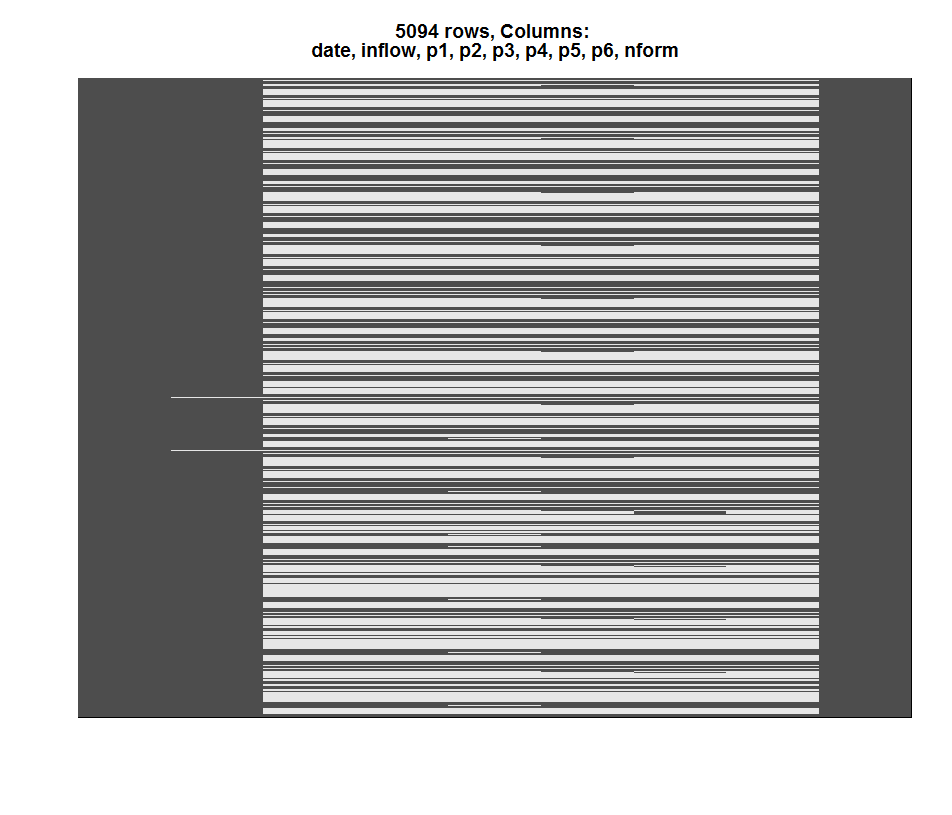 5094 rows, Columns:
date, inflow, p1, p2, p3, p4, p5, p6, nform